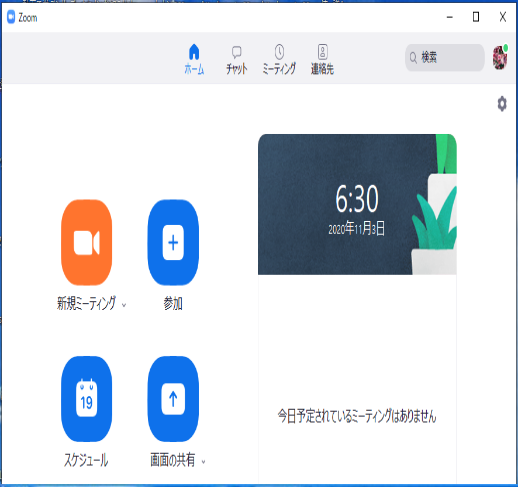 Zoom
ホーム
チャット
ミーティング
連絡先
検索
6:30
2020年11月3日
新規ミーティング
参加
19
スケジュール
画面の共有
今日予定されているミーティングはありません